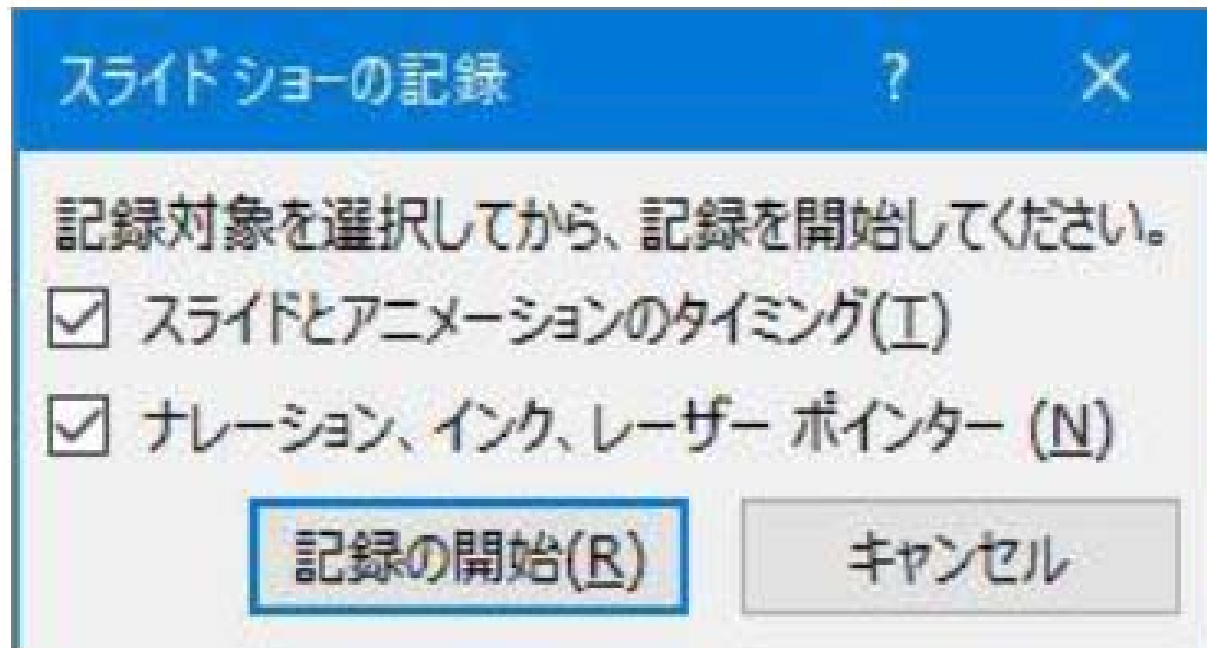 スライド ショーの記録 ? ×
記録対象を選択してから、記録を開始してください。
スライドとアニメーションのタイミング(T)
ナレーション、インク、レーザー ポインター (N)
記録の開始(R) キャンセル